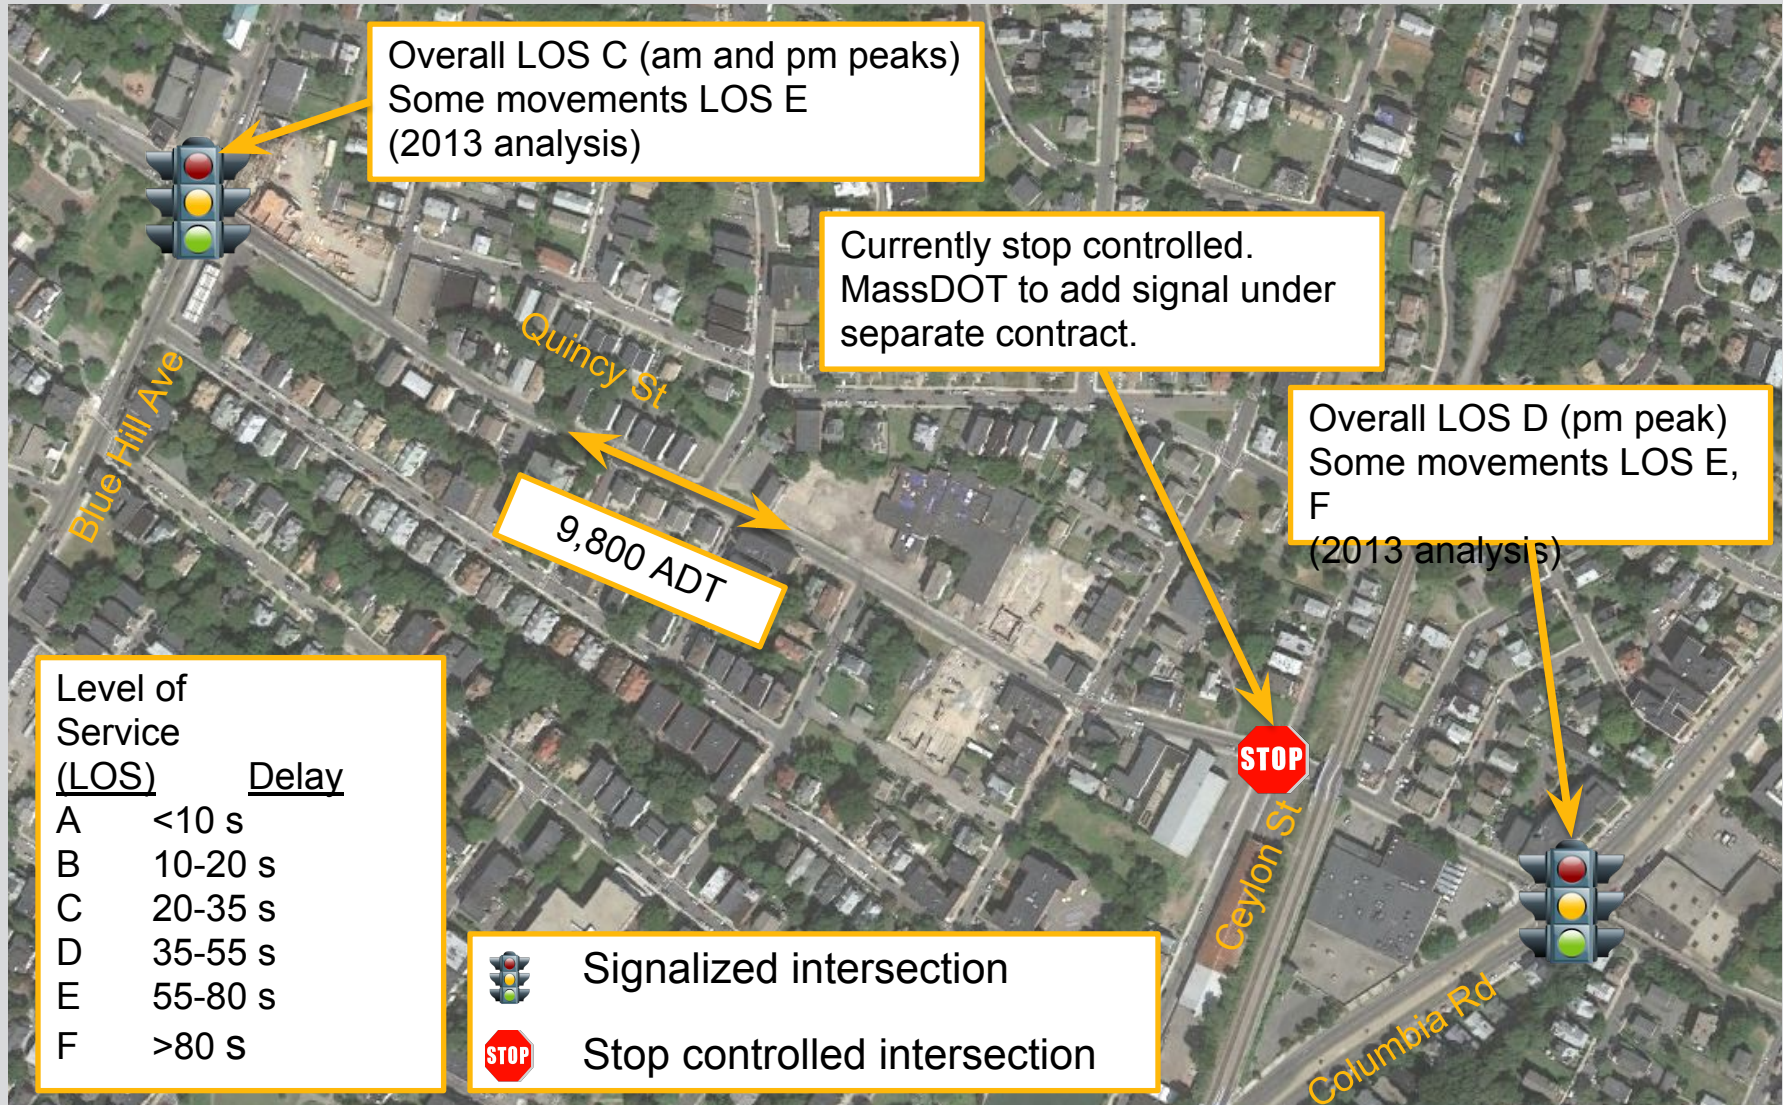 Overall LOS C (am and pm peaks)
Some movements LOS E
(2013 analysis)
Currently stop controlled.
MassDOT to add signal under
separate contract.
Quincy St
Blue Hill Ave
Overall LOS D (pm peak)
Some movements LOS E,
F
(2013 analysis)
9,800 ADT
Level of
Service
(LOS) Delay
A <10 s
B 10-20 s
C 20-35 s
D 35-55 s
E 55-80 s
F >80 s
STOP
Ceylon St
Columbia Rd
Signalized intersection
STOP Stop controlled intersection